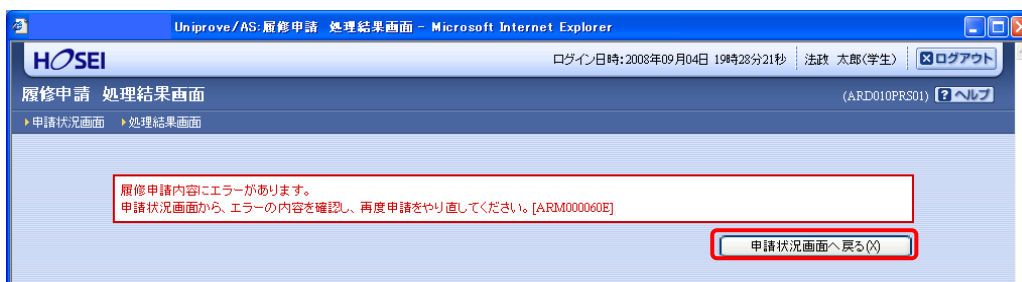 Uniprove/AS:履修申請 処理結果画面 - Microsoft Internet Explorer
HOSEI
ログイン日時:2008年09月04日 19時28分21秒 法政 太郎(学生) ログアウト
履修申請 処理結果画面
(ARD010PRS01) ? ヘルプ
申請状況画面 処理結果画面
履修申請内容にエラーがあります。
申請状況画面から、エラーの内容を確認し、再度申請をやり直してください。[ARM000060E]
申請状況画面へ戻る(X)